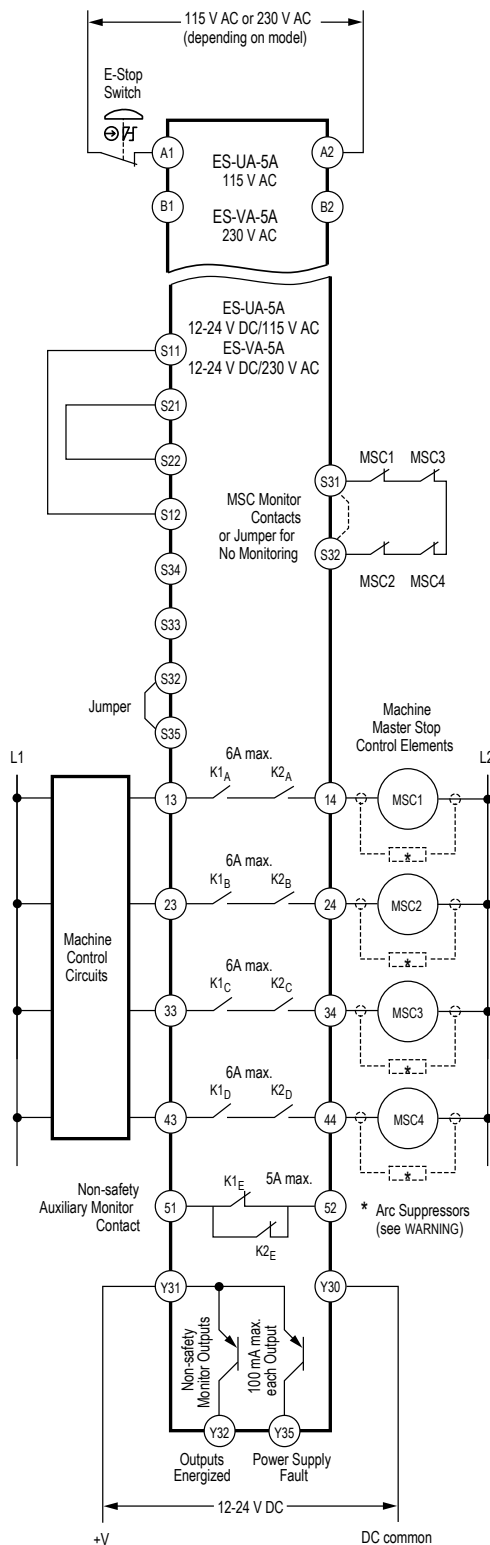 115 V AC or 230 V AC
(depending on model)
E-Stop
Switch
A1
A2
ES-UA-5A
115 V AC
B1
B2
ES-VA-5A
230 V AC
ES-UA-5A
12-24 V DC/115 V AC
ES-VA-5A
12-24 V DC/230 V AC
S11
S21
S22
S12
S34
S33
S32
S35
Jumper
MSC1
MSC3
S31
MSC Monitor
Contacts
or Jumper for
No Monitoring
S32
MSC2
MSC4
Machine
Master Stop
Control Elements
L1
L2
6A max.
K1A
K2A
13
14
MSC1
*
6A max.
K1B
K2B
23
24
MSC2
*
Machine
Control
Circuits
6A max.
K1C
K2C
33
34
MSC3
*
6A max.
K1D
K2D
43
44
MSC4
*
Non-safety
Auxiliary Monitor
Contact
51
K1E
5A max.
52
K2E
* Arc Suppressors
(see WARNING)
Y31
Y30
Non-safety
Monitor Outputs
100 mA max.
each Output
Y32
Y35
Outputs
Energized
Power Supply
Fault
12-24 V DC
+V
DC common